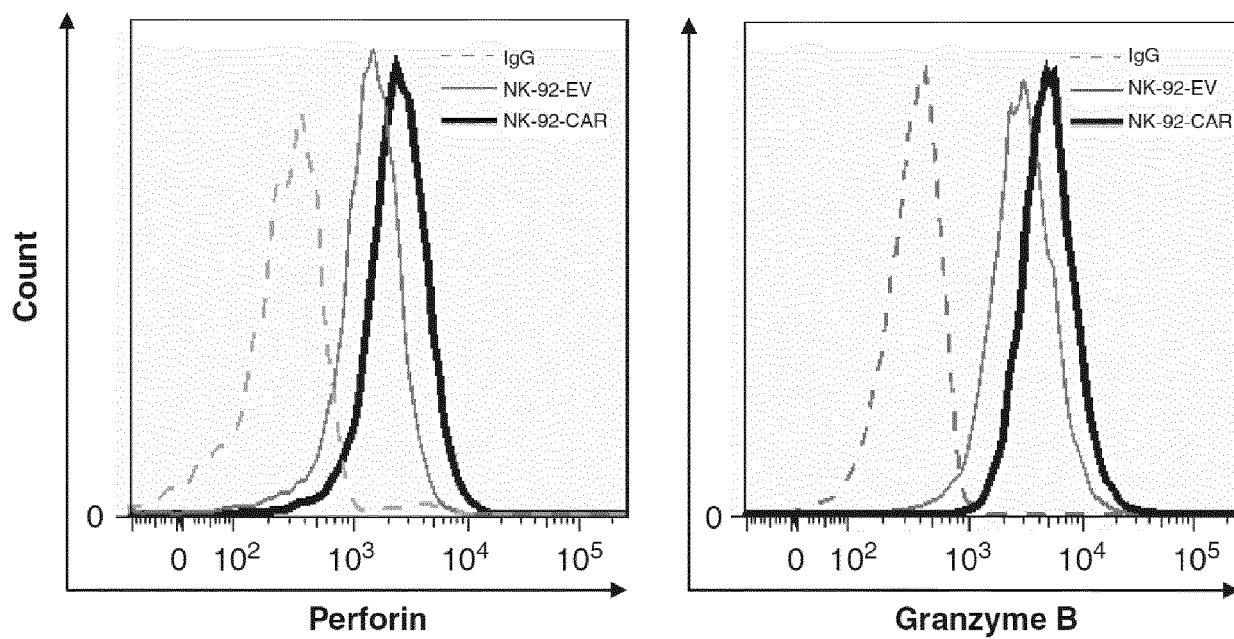 IgG
NK-92-EV
NK-92-CAR
Count
0
0 10² 10³ 10⁴ 10⁵
Perforin
IgG
NK-92-EV
NK-92-CAR
0
0 10² 10³ 10⁴ 10⁵
Granzyme B